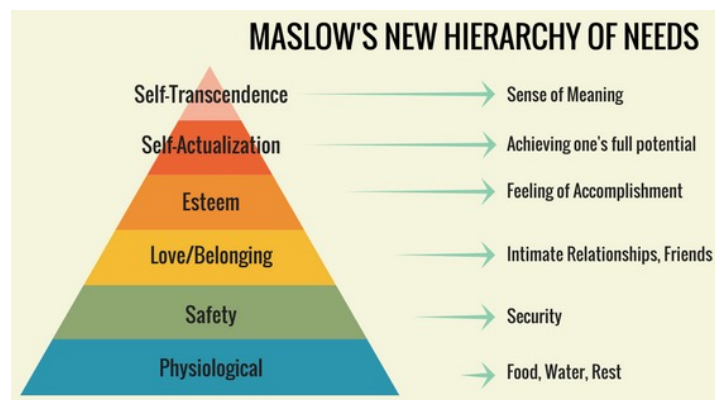 MASLOW'S NEW HIERARCHY OF NEEDS
Self-Transcendence
Sense of Meaning
Self-Actualization
Achieving one's full potential
Esteem
Feeling of Accomplishment
Love/Belonging
Intimate Relationships, Friends
Safety
Security
Physiological
Food, Water, Rest